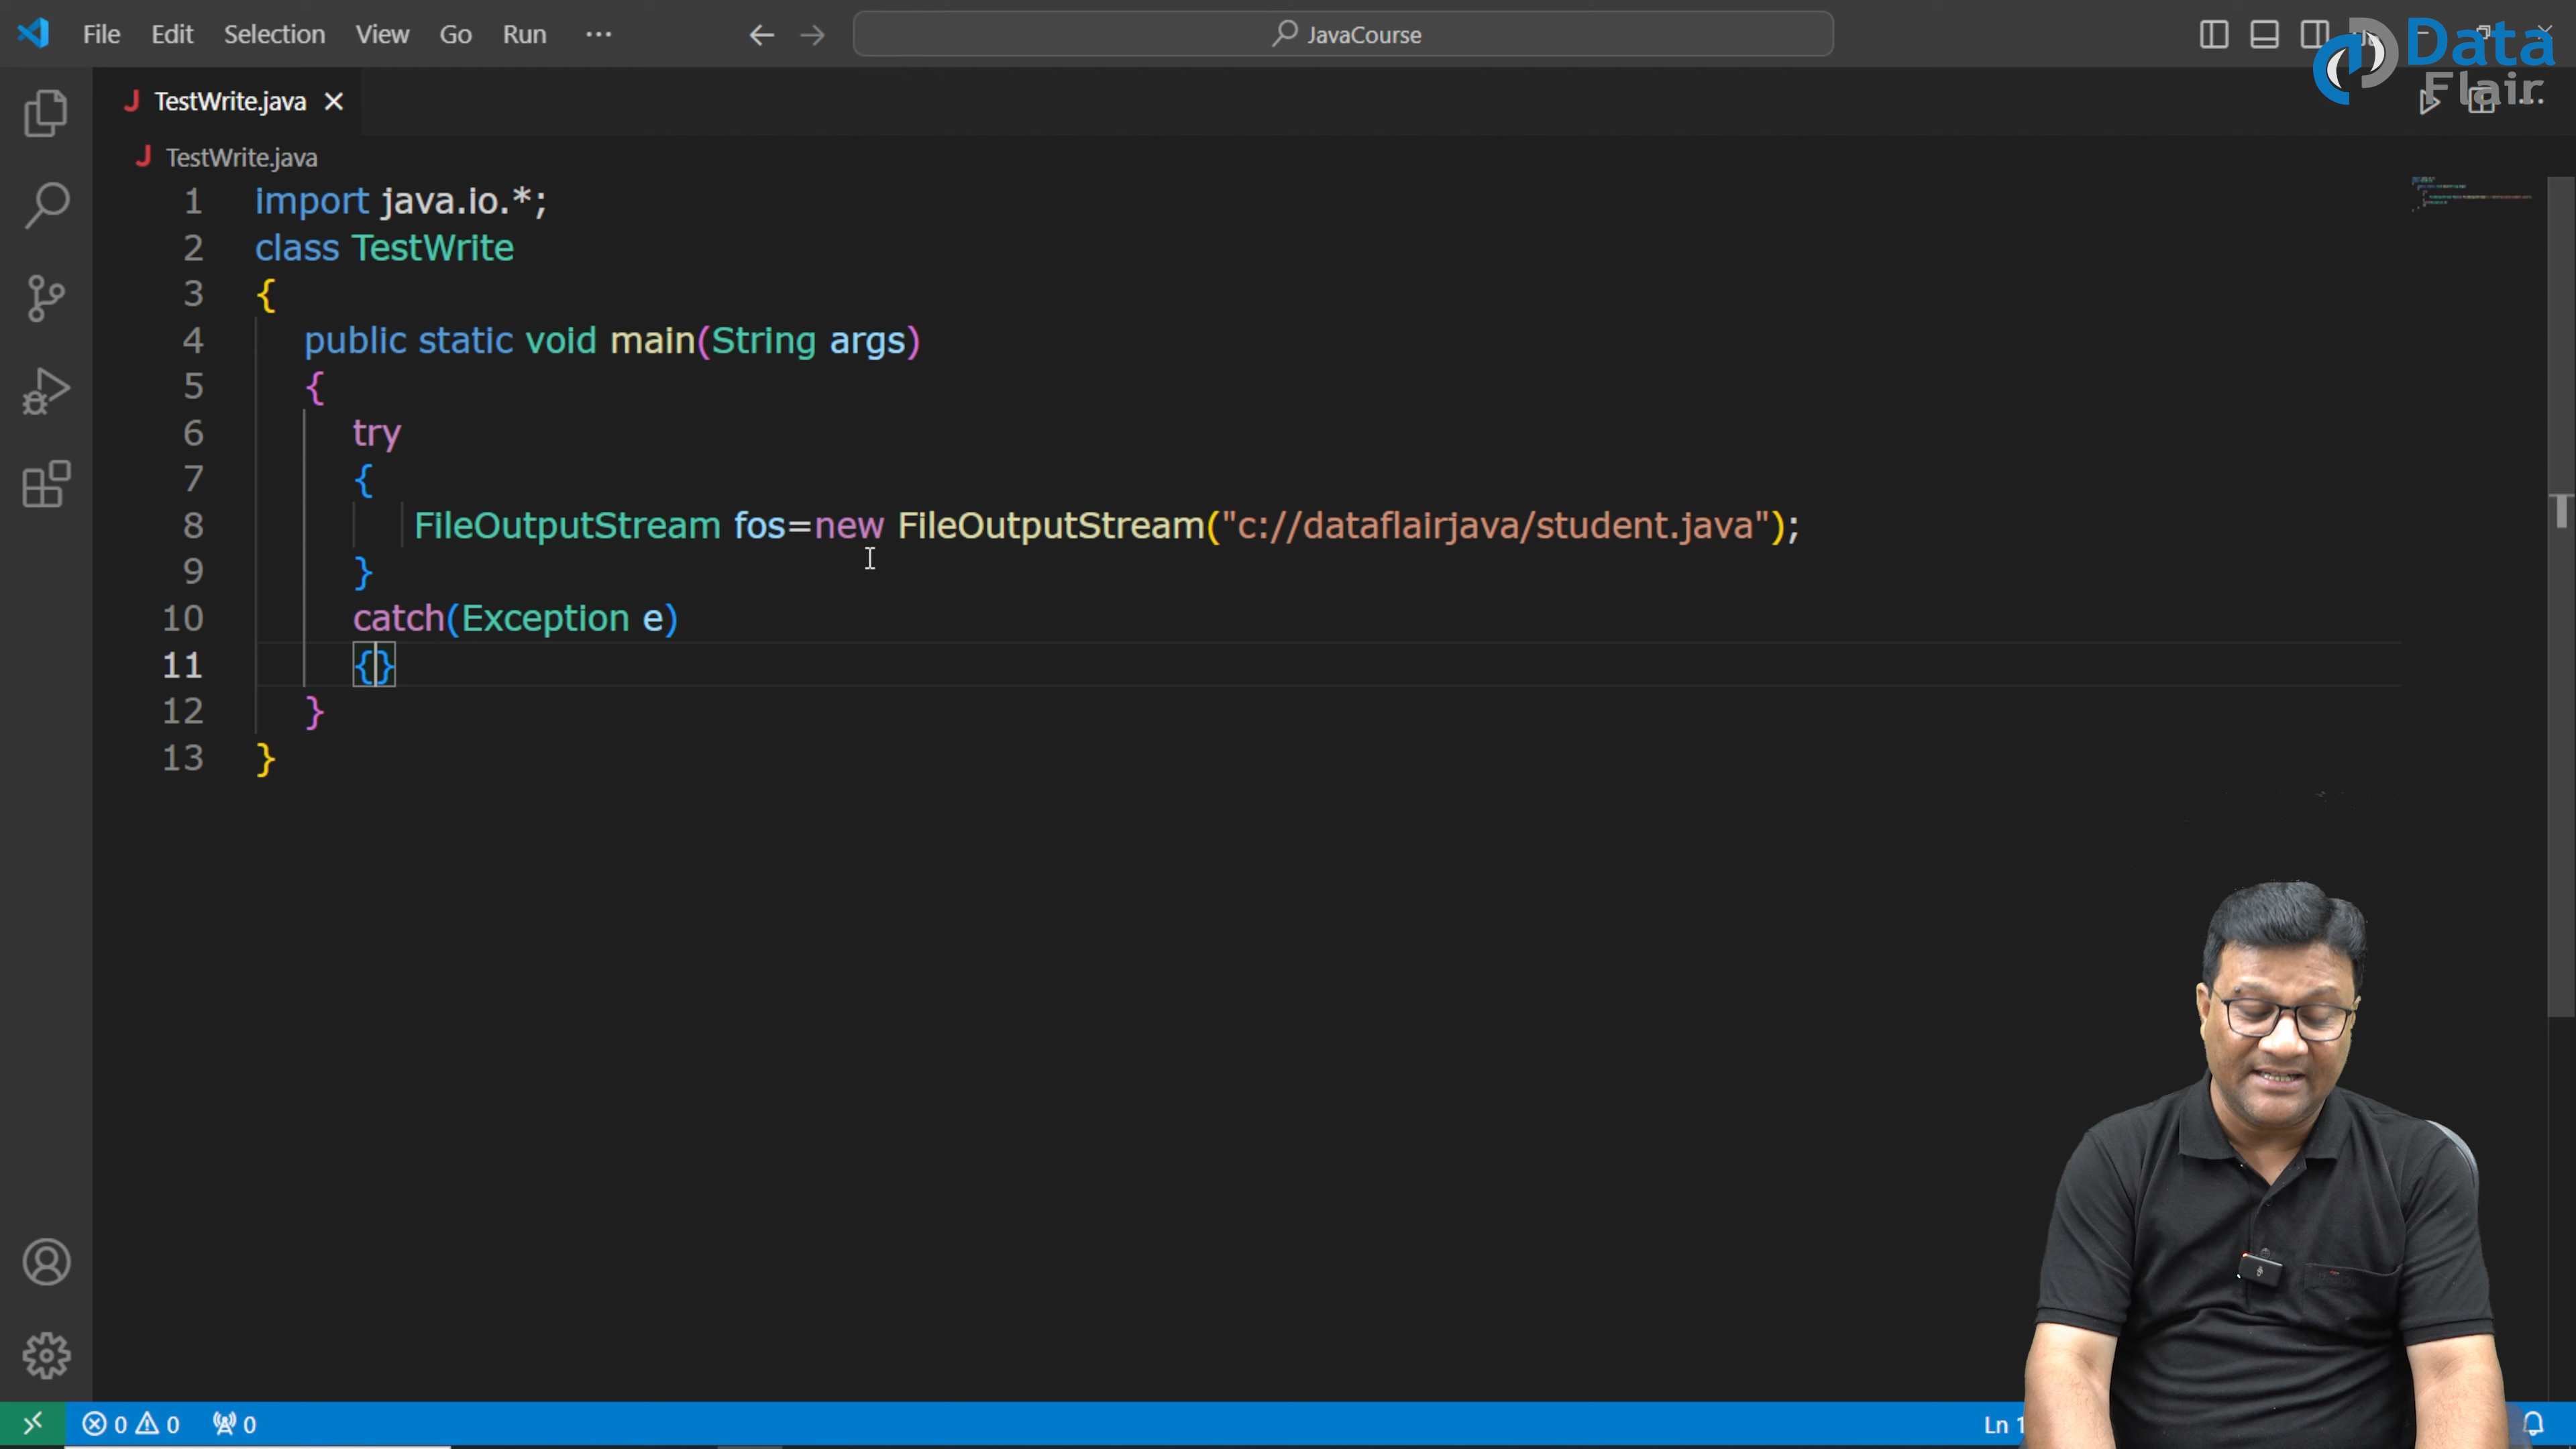 File Edit Selection View Go Run ···
JavaCourse
Data
Flair
J TestWrite.java
J TestWrite.java
1 import java.io.*;
2 class TestWrite
3 {
4 public static void main(String args)
5 {
6 try
7 {
8 FileOutputStream fos=new FileOutputStream("c://dataflairjava/student.java");
9 }
10 catch(Exception e)
11 {}
12 }
13 }
0 0 0
Ln 1